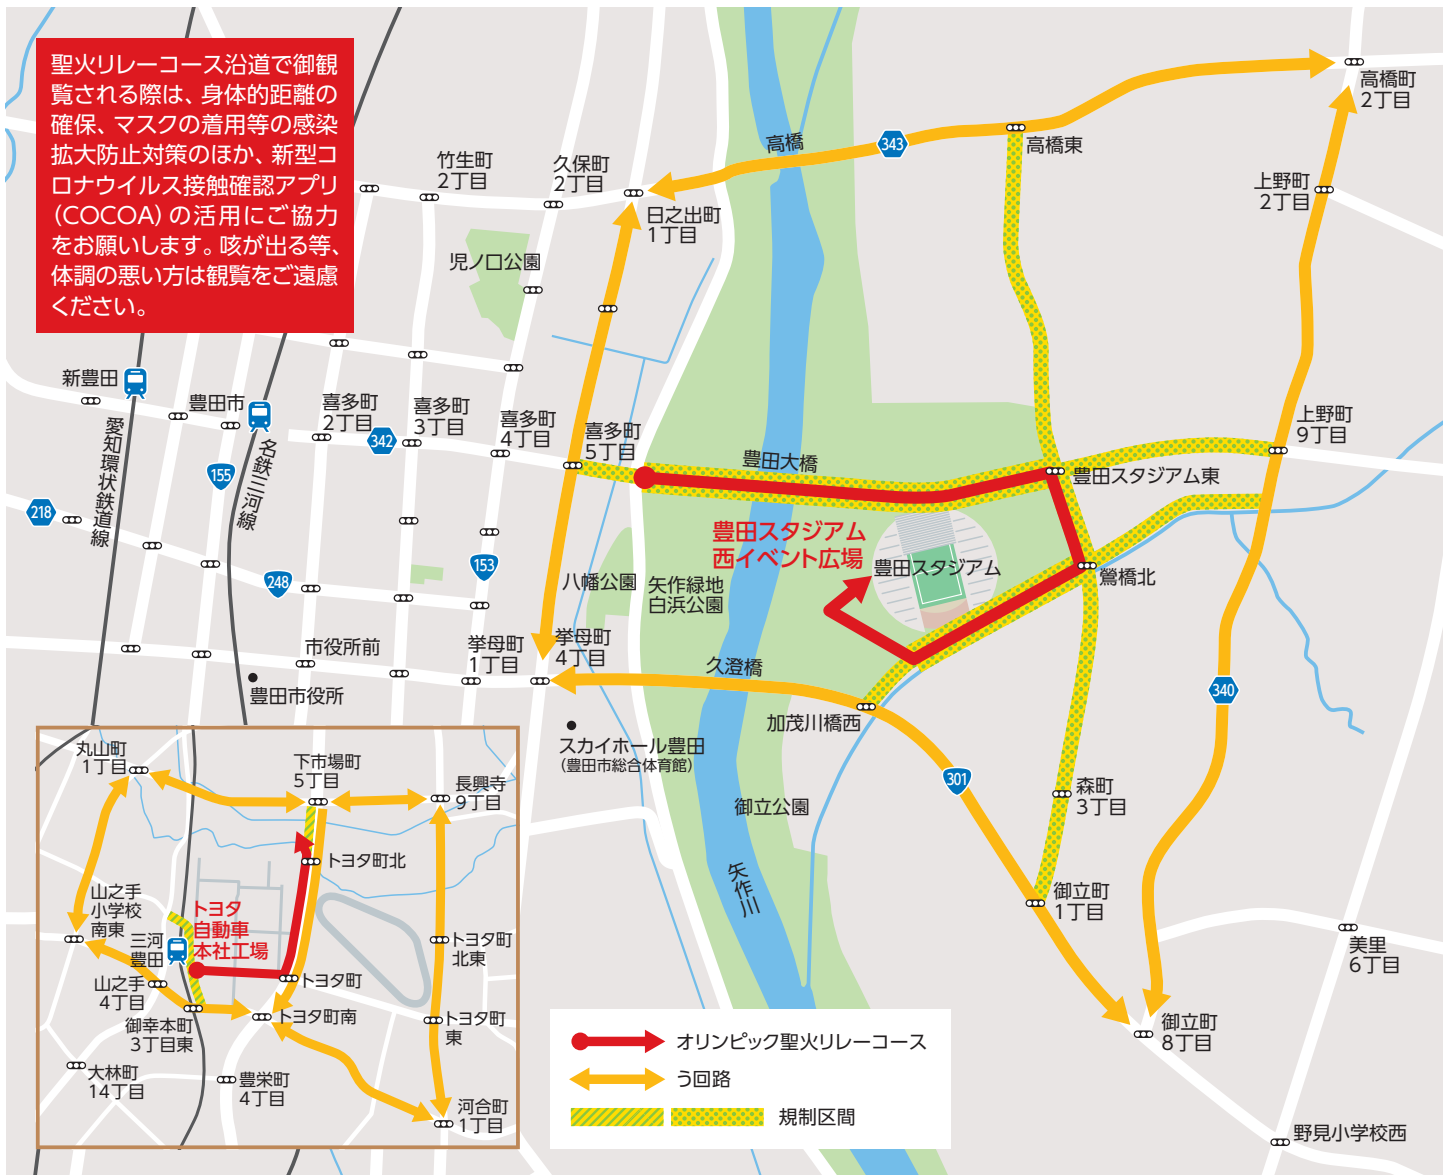 聖火リレーコース沿道で御観
覧される際は、身体的距離の
確保、マスクの着用等の感染
拡大防止対策のほか、新型コ
ロナウイルス接触確認アプリ
（COCOA）の活用にご協力
をお願いします。咳が出る等、
体調の悪い方は観覧をご遠慮
ください。
高橋町
2丁目
高橋
343
高橋東
竹生町
2丁目
久保町
2丁目
上野町
2丁目
日之出町
1丁目
児ノ口公園
新豊田
豊田市
喜多町
2丁目
342
喜多町
3丁目
喜多町
4丁目
喜多町
5丁目
上野町
9丁目
愛知環状鉄道線
155
名鉄三河線
豊田大橋
豊田スタジアム東
218
豊田スタジアム
西イベント広場
豊田スタジアム
鶯橋北
248
153
八幡公園
矢作緑地
白浜公園
市役所前
挙母町
1丁目
挙母町
4丁目
久澄橋
豊田市役所
340
加茂川橋西
スカイホール豊田
（豊田市総合体育館）
301
御立公園
森町
3丁目
矢作川
御立町
1丁目
美里
6丁目
御立町
8丁目
野見小学校西
丸山町
1丁目
下市場町
5丁目
長興寺
9丁目
トヨタ町北
山之手
小学校
南東
トヨタ
自動車
本社工場
三河
豊田
トヨタ町
北東
山之手
4丁目
トヨタ町
御幸本町
3丁目東
トヨタ町南
トヨタ町
東
大林町
14丁目
豊栄町
4丁目
河合町
1丁目
オリンピック聖火リレーコース
う回路
規制区間